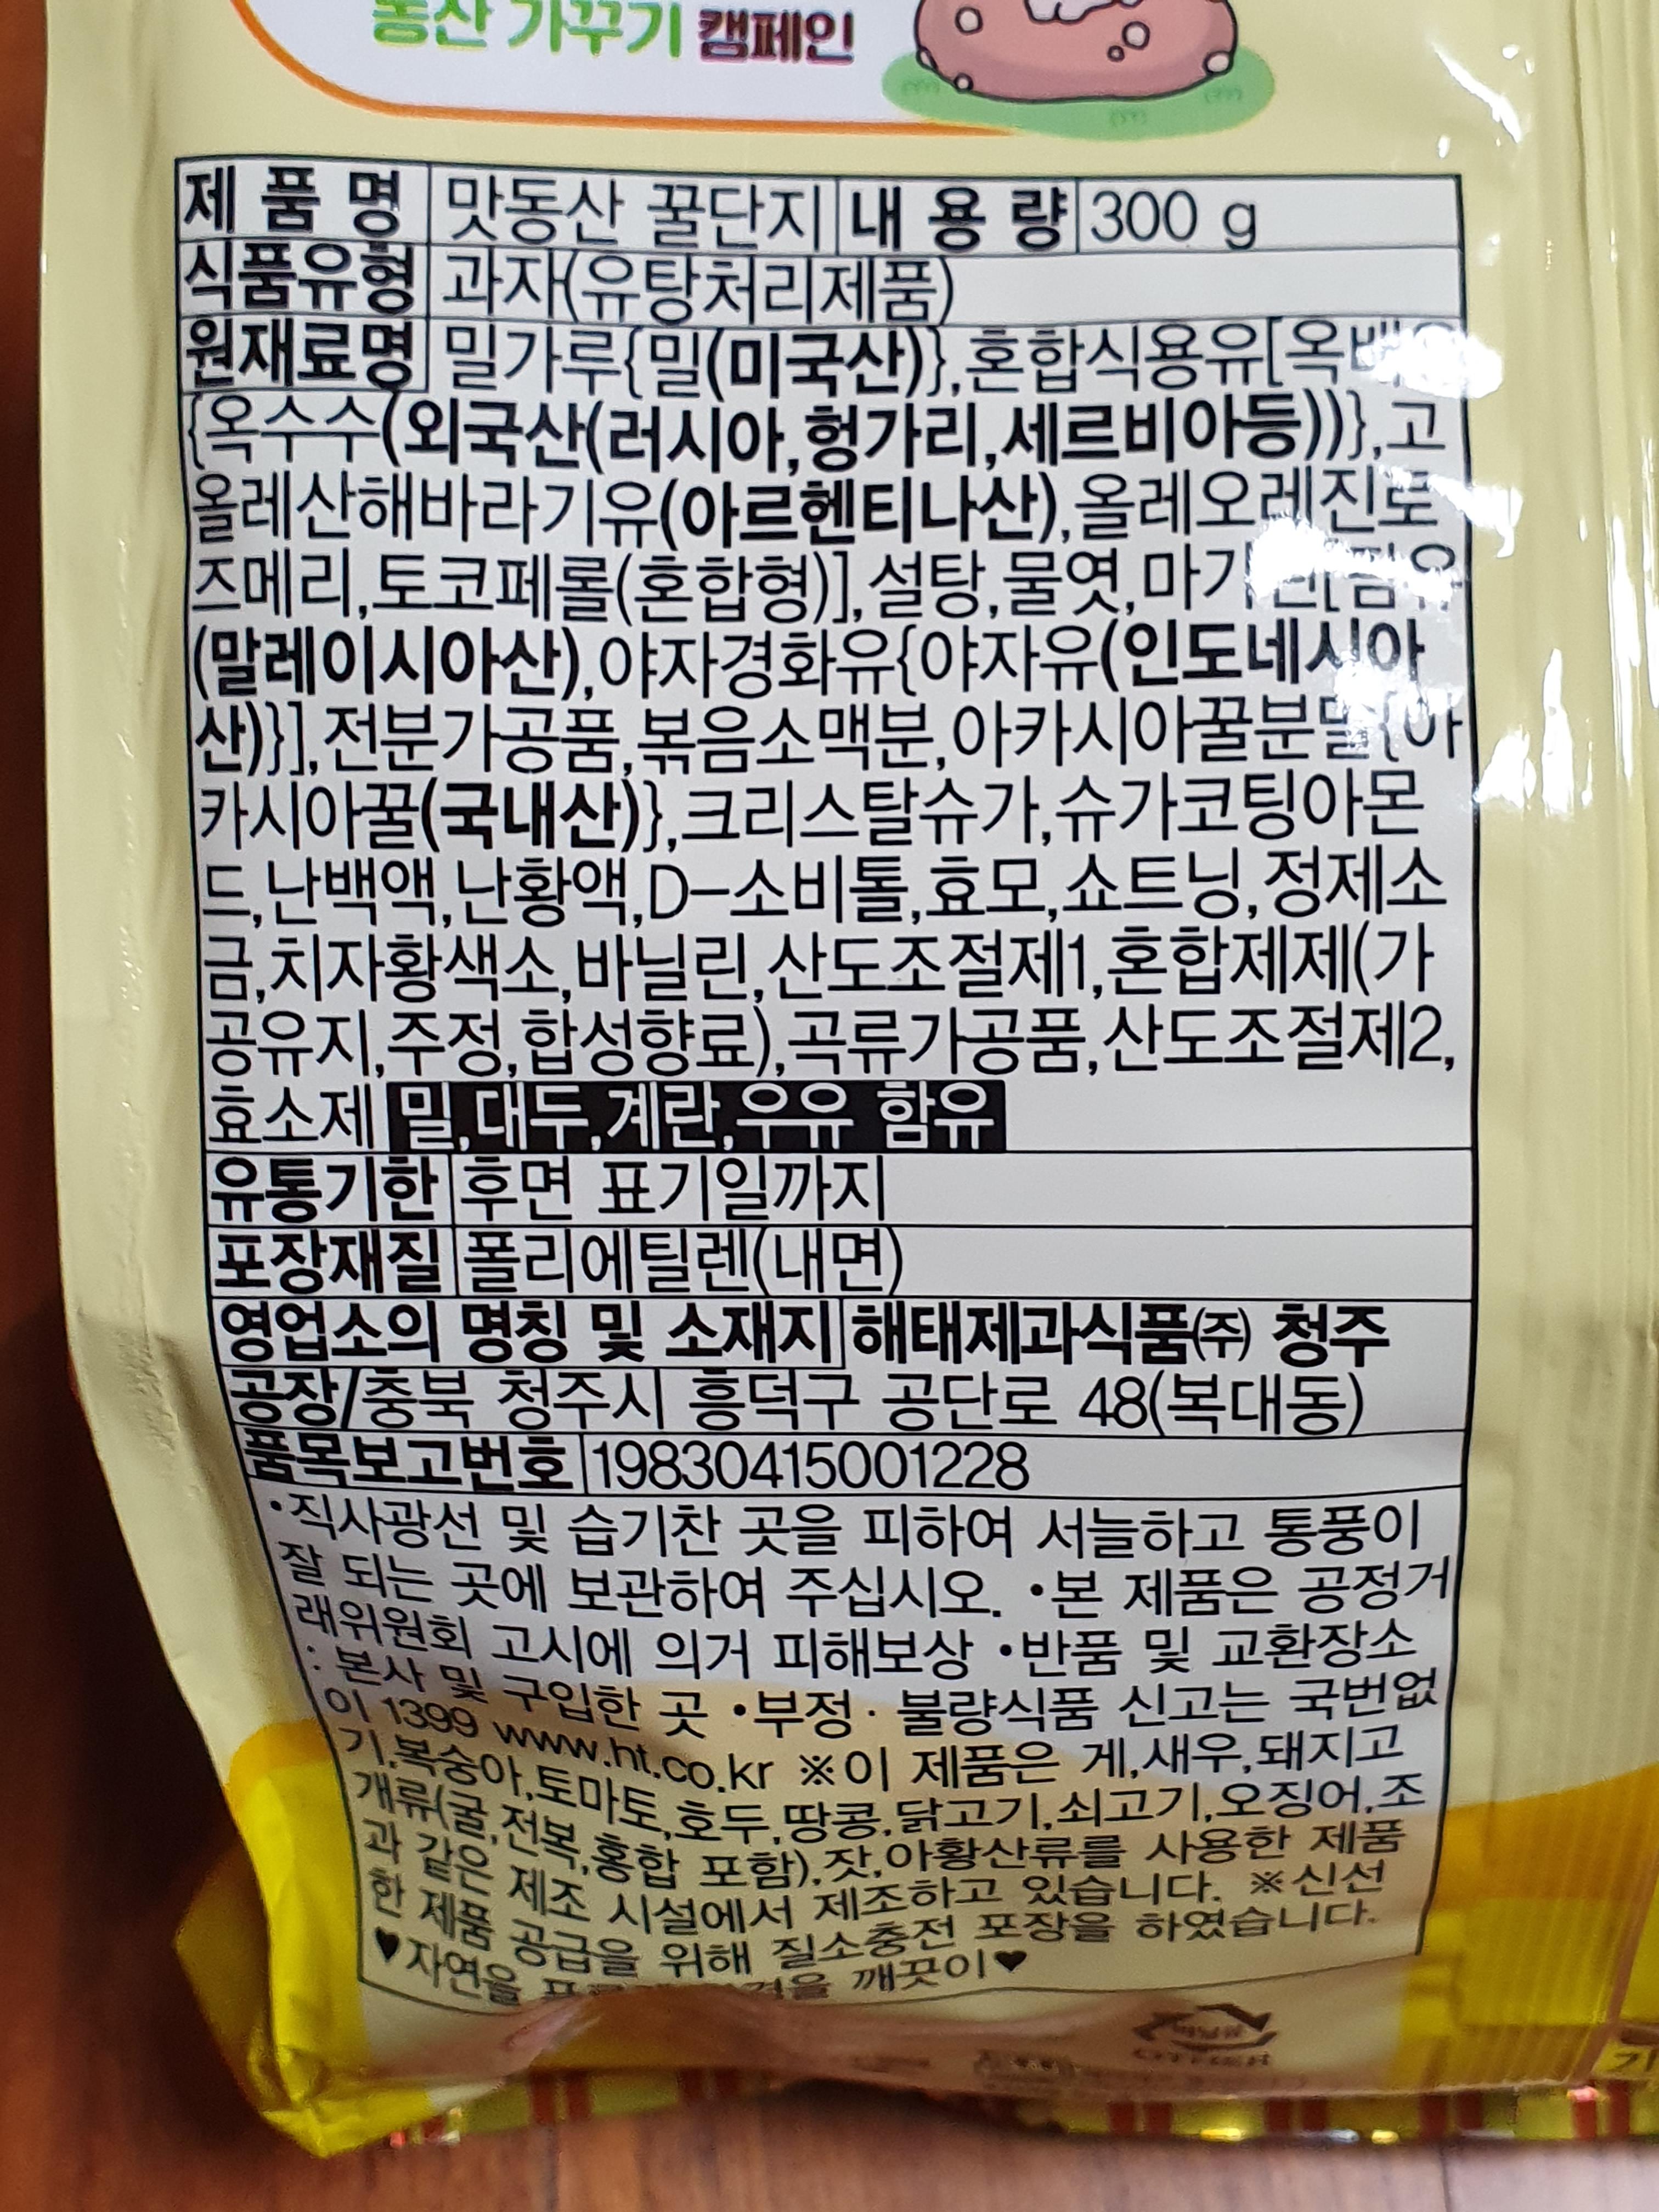 동산 가꾸기 캠페인
제 품 명 맛동산 꿀단지 내 용 량 300 g
식품유형 과자(유탕처리제품)
원재료명 밀가루{밀(미국산)},혼합식용유[옥배유
{옥수수(외국산(러시아,헝가리,세르비아등))},고
올레산해바라기유(아르헨티나산),올레오레진로
즈메리,토코페롤(혼합형)],설탕,물엿,마가린[팜유
(말레이시아산),야자경화유{야자유(인도네시아
산)}],전분가공품,볶음소맥분,아카시아꿀분말{아
카시아꿀(국내산)},크리스탈슈가,슈가코팅아몬
드,난백액,난황액,D-소비톨,효모,쇼트닝,정제소
금,치자황색소,바닐린,산도조절제1,혼합제제(가
공유지,주정,합성향료),곡류가공품,산도조절제2,
효소제 밀,대두,계란,우유 함유
유통기한 후면 표기일까지
포장재질 폴리에틸렌(내면)
영업소의 명칭 및 소재지 해태제과식품㈜ 청주
공장/충북 청주시 흥덕구 공단로 48(복대동)
품목보고번호 19830415001228
•직사광선 및 습기찬 곳을 피하여 서늘하고 통풍이
잘 되는 곳에 보관하여 주십시오. •본 제품은 공정거
래위원회 고시에 의거 피해보상 •반품 및 교환장소
: 본사 및 구입한 곳 •부정· 불량식품 신고는 국번없
이 1399 www.ht.co.kr ※이 제품은 게,새우,돼지고
기,복숭아,토마토,호두,땅콩,닭고기,쇠고기,오징어,조
개류(굴,전복,홍합 포함),잣,아황산류를 사용한 제품
과 같은 제조 시설에서 제조하고 있습니다. ※신선
한 제품 공급을 위해 질소충전 포장을 하였습니다.
♥자연을 깨끗이♥
OTHER